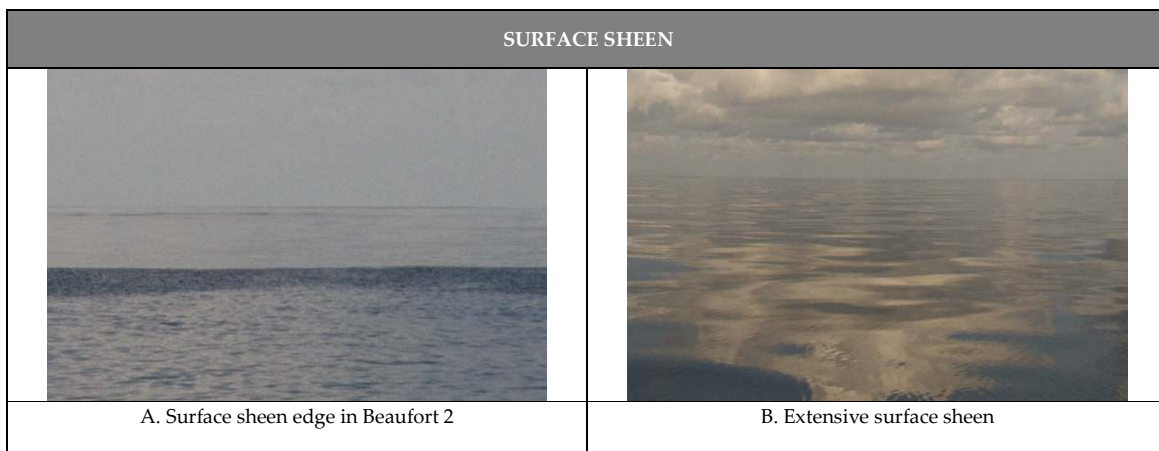 SURFACE SHEEN
A. Surface sheen edge in Beaufort 2
B. Extensive surface sheen